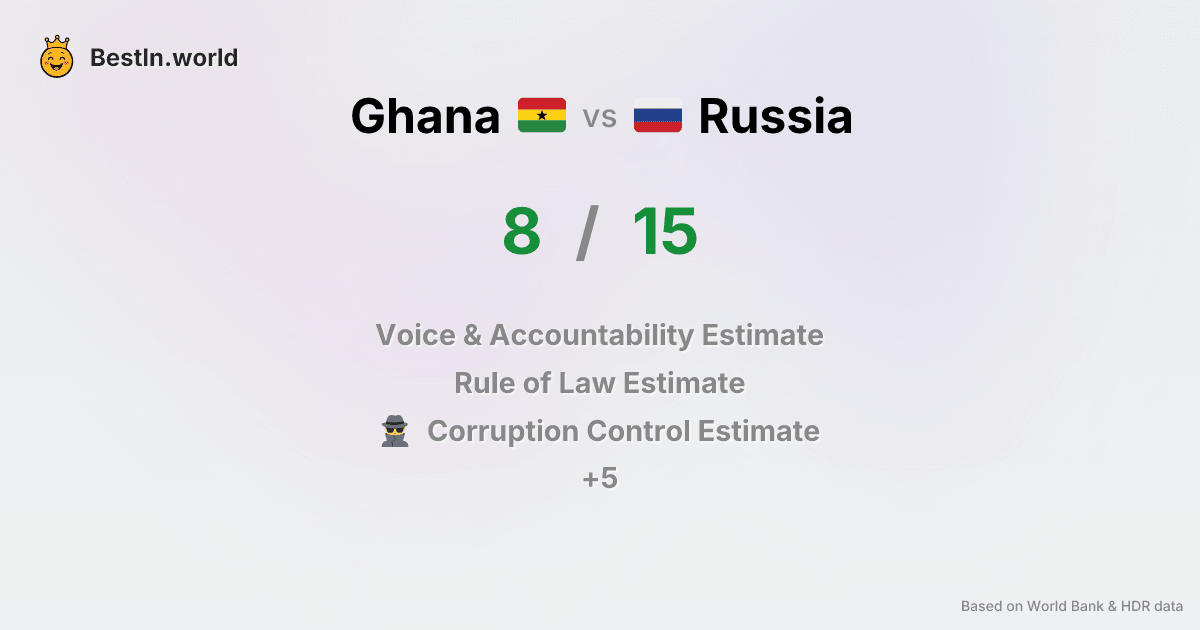 BestIn.world
Ghana vs Russia
8 / 15
Voice & Accountability Estimate
Rule of Law Estimate
Corruption Control Estimate
+5
Based on World Bank & HDR data